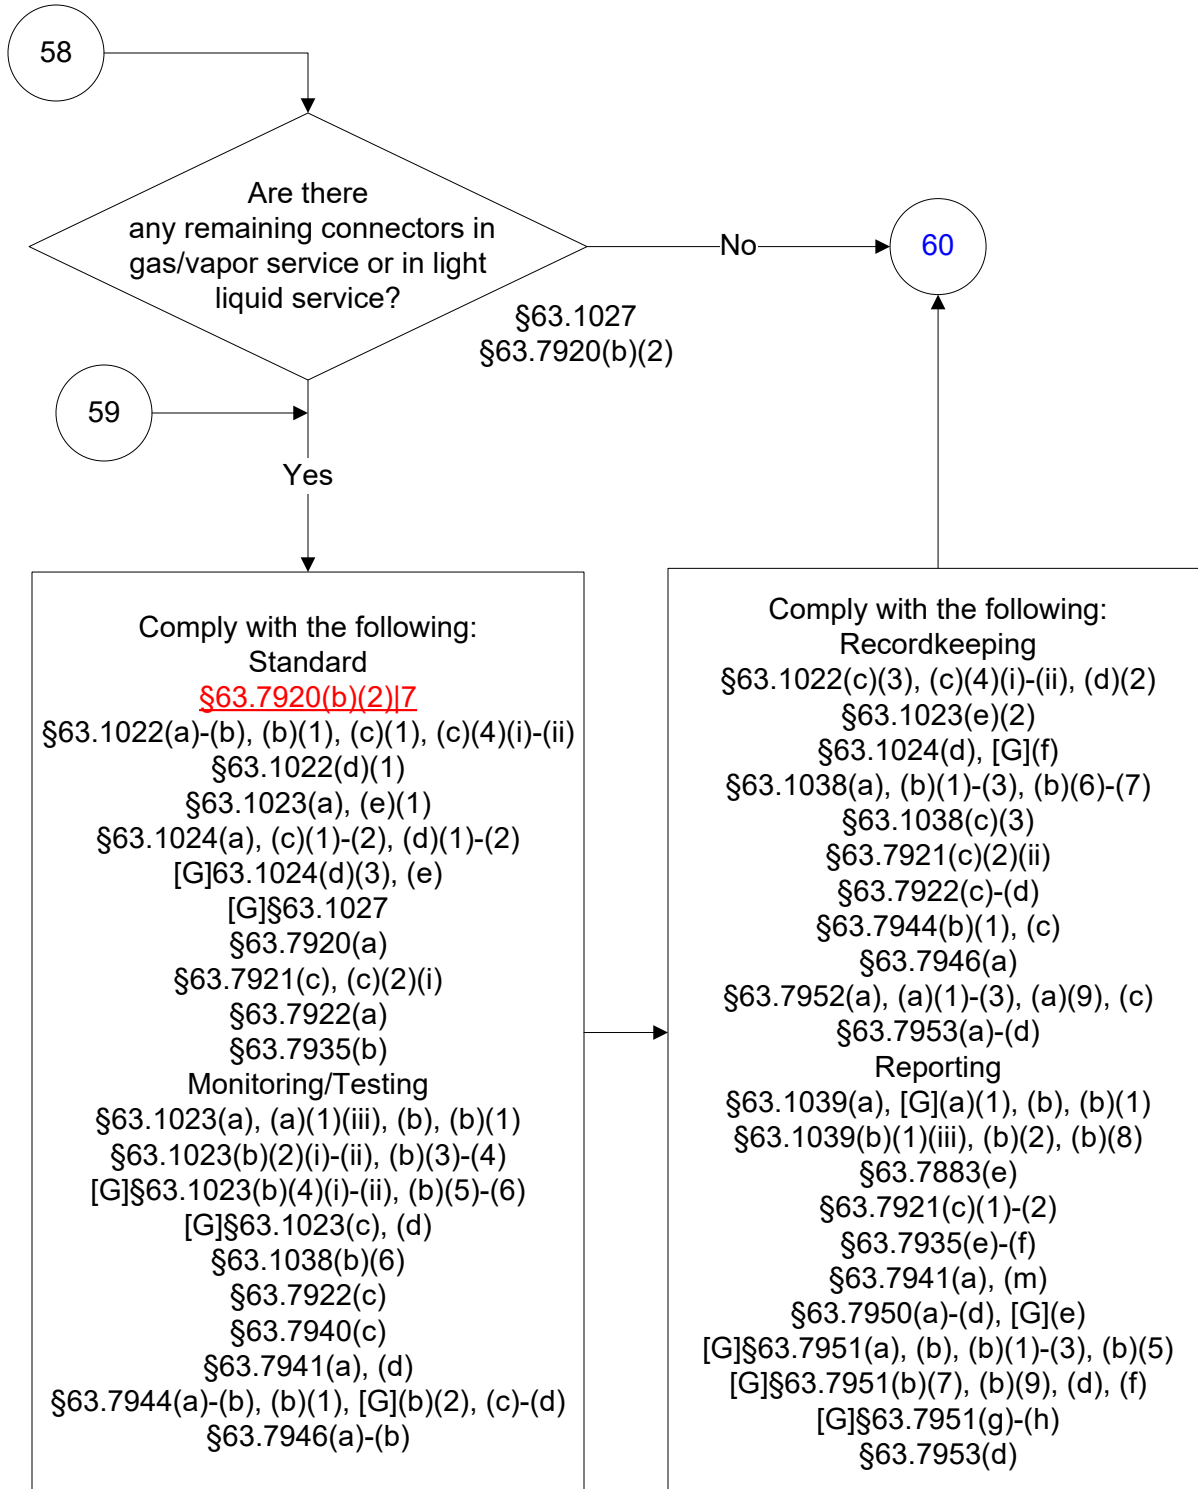 58
Are there
any remaining connectors in
gas/vapor service or in light
liquid service?
No
60
§63.1027
§63.7920(b)(2)
59
Yes
Comply with the following:
Standard
§63.7920(b)(2)|7
§63.1022(a)-(b), (b)(1), (c)(1), (c)(4)(i)-(ii)
§63.1022(d)(1)
§63.1023(a), (e)(1)
§63.1024(a), (c)(1)-(2), (d)(1)-(2)
[G]63.1024(d)(3), (e)
[G]§63.1027
§63.7920(a)
§63.7921(c), (c)(2)(i)
§63.7922(a)
§63.7935(b)
Monitoring/Testing
§63.1023(a), (a)(1)(iii), (b), (b)(1)
§63.1023(b)(2)(i)-(ii), (b)(3)-(4)
[G]§63.1023(b)(4)(i)-(ii), (b)(5)-(6)
[G]§63.1023(c), (d)
§63.1038(b)(6)
§63.7922(c)
§63.7940(c)
§63.7941(a), (d)
§63.7944(a)-(b), (b)(1), [G](b)(2), (c)-(d)
§63.7946(a)-(b)
Comply with the following:
Recordkeeping
§63.1022(c)(3), (c)(4)(i)-(ii), (d)(2)
§63.1023(e)(2)
§63.1024(d), [G](f)
§63.1038(a), (b)(1)-(3), (b)(6)-(7)
§63.1038(c)(3)
§63.7921(c)(2)(ii)
§63.7922(c)-(d)
§63.7944(b)(1), (c)
§63.7946(a)
§63.7952(a), (a)(1)-(3), (a)(9), (c)
§63.7953(a)-(d)
Reporting
§63.1039(a), [G](a)(1), (b), (b)(1)
§63.1039(b)(1)(iii), (b)(2), (b)(8)
§63.7883(e)
§63.7921(c)(1)-(2)
§63.7935(e)-(f)
§63.7941(a), (m)
§63.7950(a)-(d), [G](e)
[G]§63.7951(a), (b), (b)(1)-(3), (b)(5)
[G]§63.7951(b)(7), (b)(9), (d), (f)
[G]§63.7951(g)-(h)
§63.7953(d)